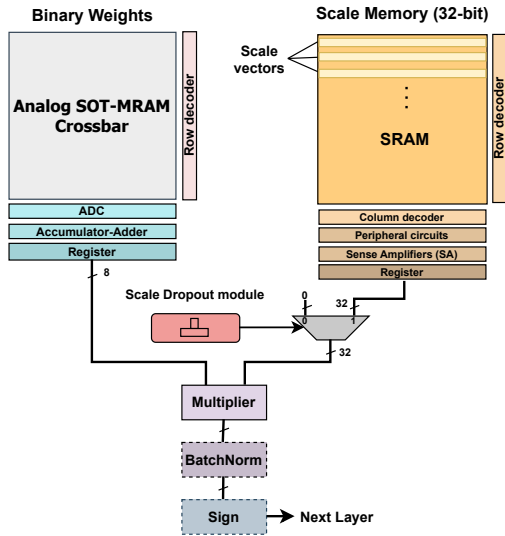 Binary Weights
Scale Memory (32-bit)
Analog SOT-MRAM
Crossbar
Row decoder
Scale
vectors
SRAM
Row decoder
ADC
Accumulator-Adder
Register
Column decoder
Peripheral circuits
Sense Amplifiers (SA)
Register
8
Scale Dropout module
0
32
0
1
32
Multiplier
BatchNorm
Sign
Next Layer